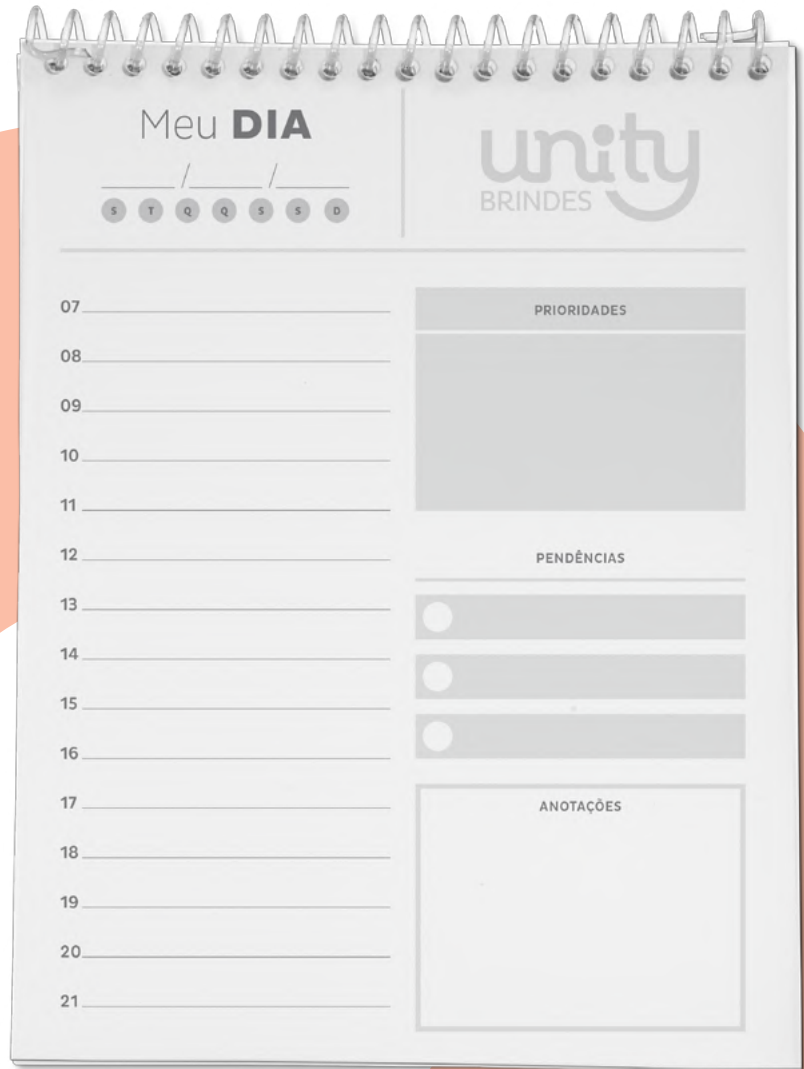 Meu DIA
/ /
S T Q Q S S D
unity
BRINDES
07
08
09
10
11
12
13
14
15
16
17
18
19
20
21
PRIORIDADES
PENDÊNCIAS
ANOTAÇÕES